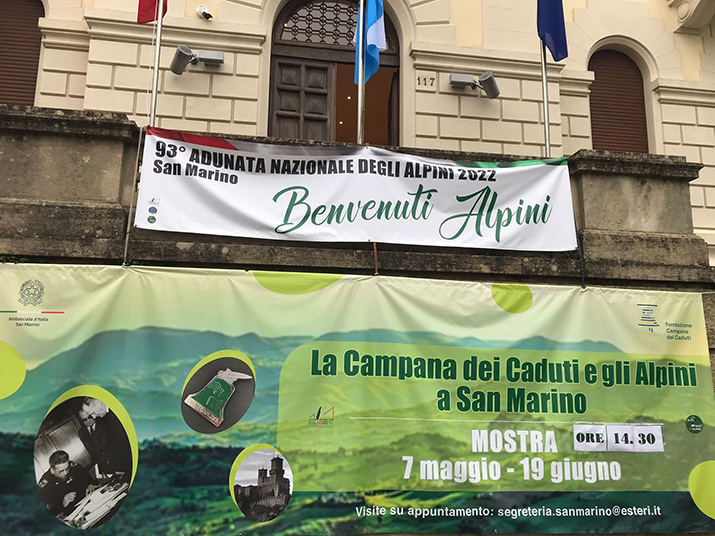 117
93° ADUNATA NAZIONALE DEGLI ALPINI 2022
San Marino
Benvenuti Alpini
Ambasciata d'Italia
San Marino
fondazione
Campana
dei Caduti
La Campana dei Caduti e gli Alpini
a San Marino
MOSTRA ORE 14.30
7 maggio - 19 giugno
Visite su appuntamento: segreteria.sanmarino@esteri.it